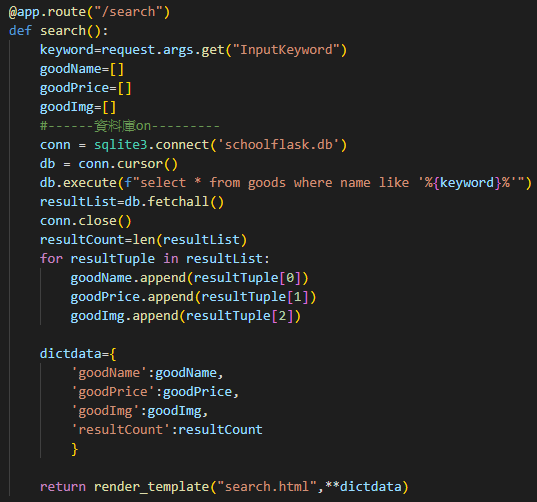 @app.route("/search")
def search():
    keyword=request.args.get("InputKeyword")
    goodName=[]
    goodPrice=[]
    goodImg=[]
    #------資料庫on---------
    conn = sqlite3.connect('schoolflask.db')
    db = conn.cursor()
    db.execute(f"select * from goods where name like '%{keyword}%'")
    resultList=db.fetchall()
    conn.close()
    resultCount=len(resultList)
    for resultTuple in resultList:
        goodName.append(resultTuple[0])
        goodPrice.append(resultTuple[1])
        goodImg.append(resultTuple[2])
    dictdata={
        'goodName':goodName,
        'goodPrice':goodPrice,
        'goodImg':goodImg,
        'resultCount':resultCount
        }
    return render_template("search.html",**dictdata)